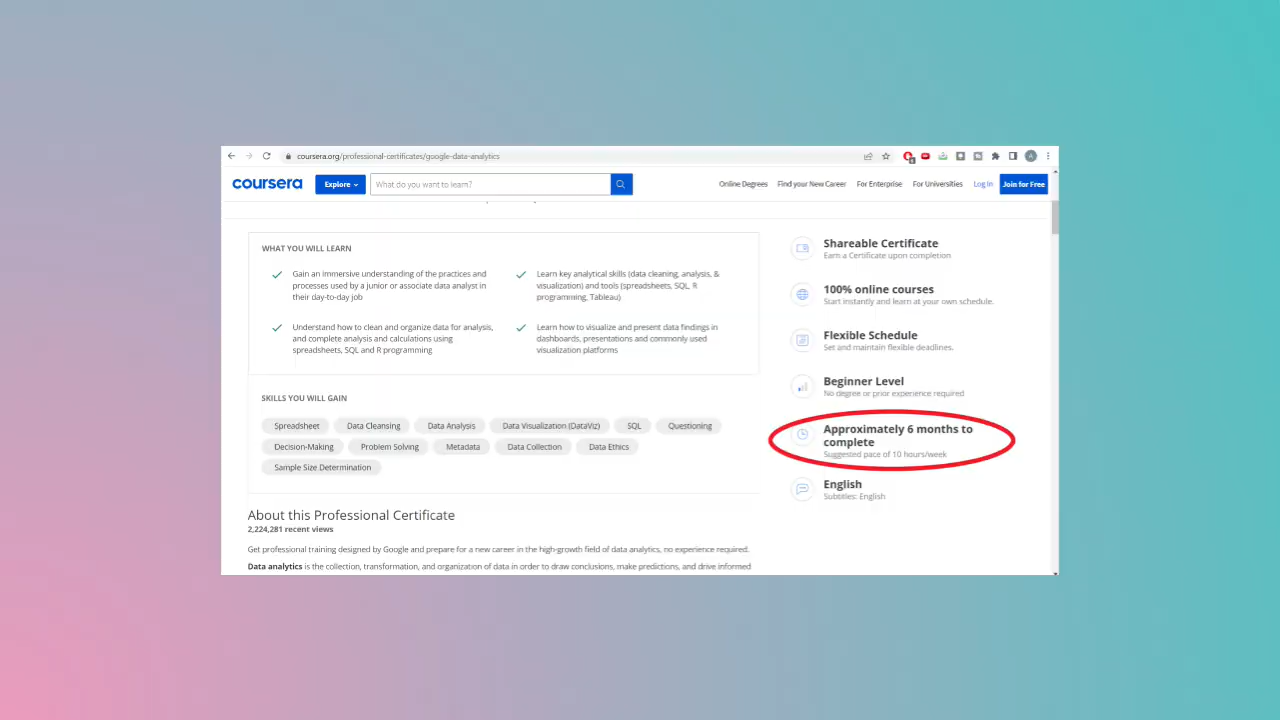 coursera.org/professional-certificates/google-data-analytics
coursera
Explore
What do you want to learn?
Online Degrees
Find your New Career
For Enterprise
For Universities
Log In
Join for Free
WHAT YOU WILL LEARN
Gain an immersive understanding of the practices and
processes used by a junior or associate data analyst in
their day-to-day job
Learn key analytical skills (data cleaning, analysis, &
visualization) and tools (spreadsheets, SQL, R
programming, Tableau)
Understand how to clean and organize data for analysis,
and complete analysis and calculations using
spreadsheets, SQL and R programming
Learn how to visualize and present data findings in
dashboards, presentations and commonly used
visualization platforms
SKILLS YOU WILL GAIN
Spreadsheet
Data Cleansing
Data Analysis
Data Visualization (DataViz)
SQL
Questioning
Decision-Making
Problem Solving
Metadata
Data Collection
Data Ethics
Sample Size Determination
About this Professional Certificate
2,224,281 recent views
Get professional training designed by Google and prepare for a new career in the high-growth field of data analytics, no experience required.
Data analytics is the collection, transformation, and organization of data in order to draw conclusions, make predictions, and drive informed
Shareable Certificate
Earn a Certificate upon completion
100% online courses
Start instantly and learn at your own schedule.
Flexible Schedule
Set and maintain flexible deadlines.
Beginner Level
No degree or prior experience required
Approximately 6 months to
complete
Suggested pace of 10 hours/week
English
Subtitles: English